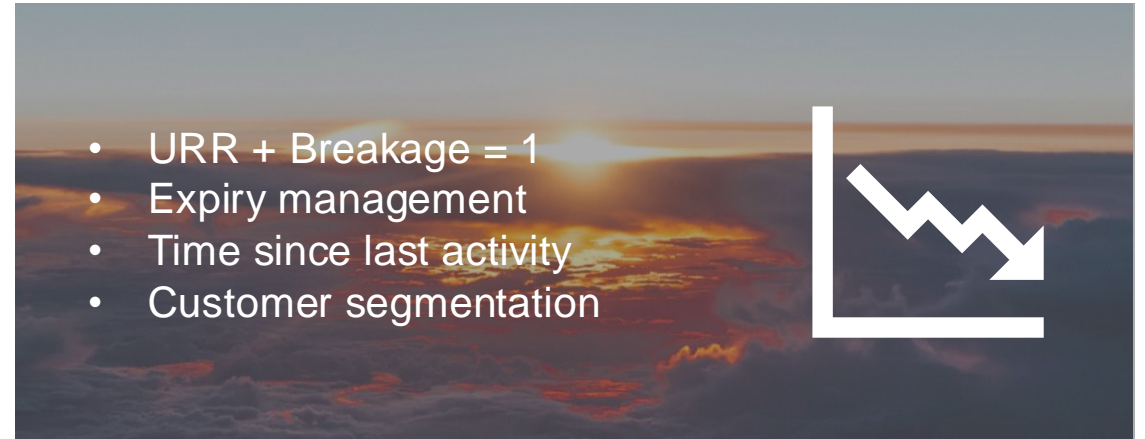 • URR + Breakage = 1
• Expiry management
• Time since last activity
• Customer segmentation